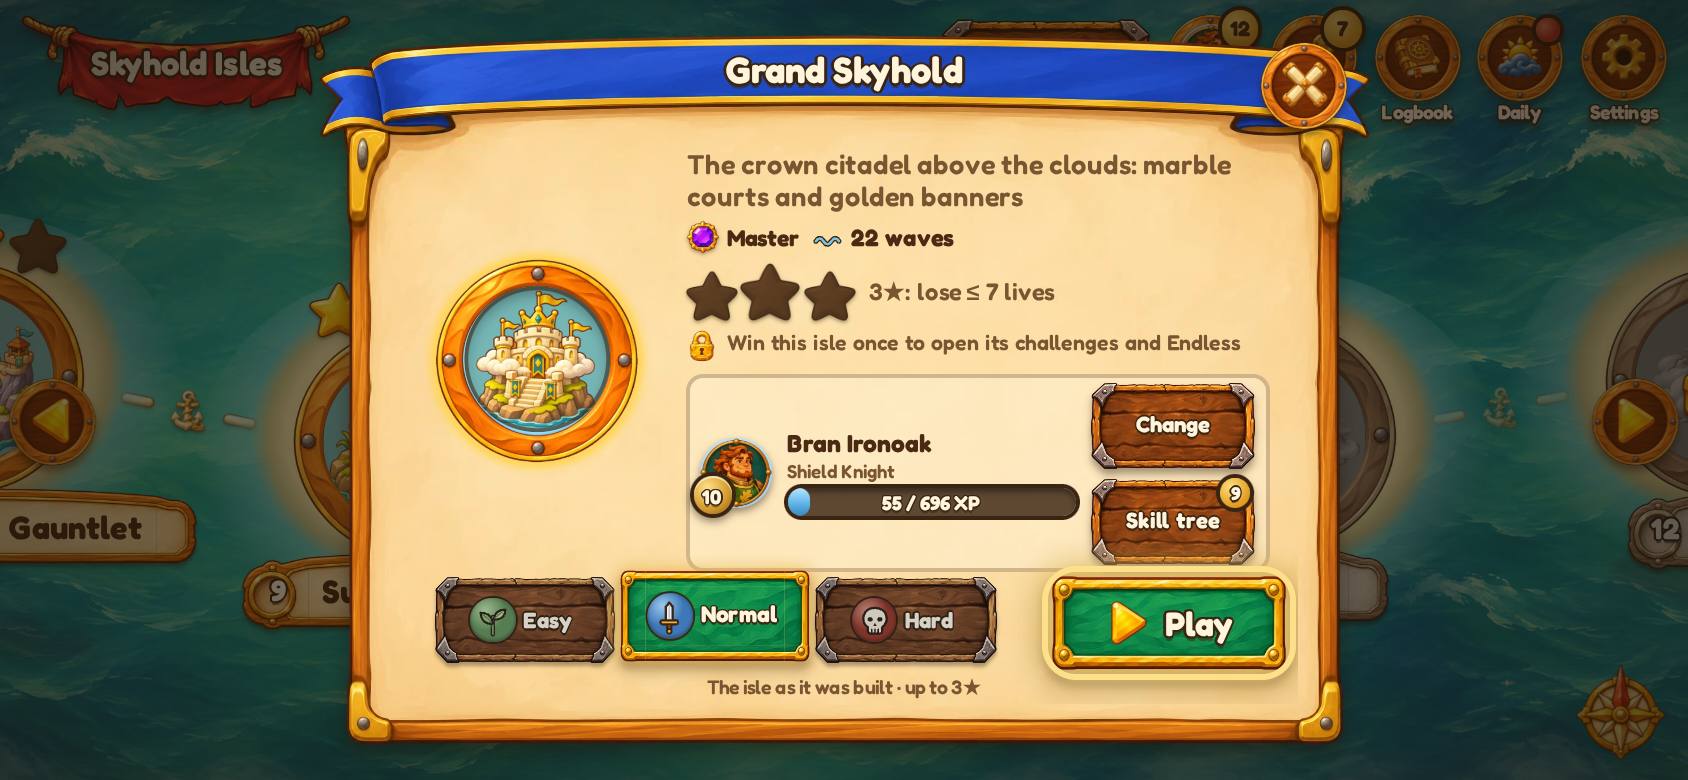 Skyhold Isles
12
7
Logbook
Daily
Settings
Grand Skyhold
The crown citadel above the clouds: marble
courts and golden banners
Master 22 waves
3★: lose ≤ 7 lives
Win this isle once to open its challenges and Endless
Bran Ironoak
Shield Knight
10
55 / 696 XP
Change
Skill tree
9
Gauntlet
9
12
Easy
Normal
Hard
Play
The isle as it was built · up to 3★